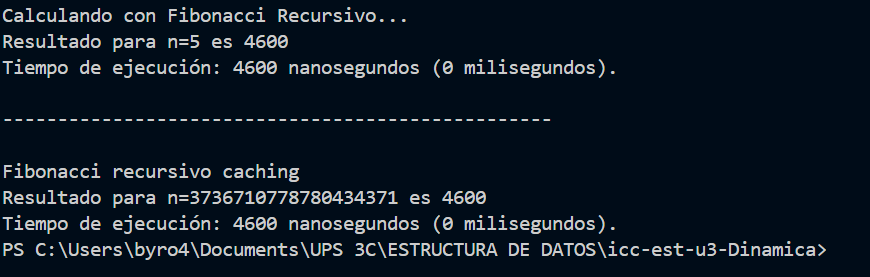 Calculando con Fibonacci Recursivo...
Resultado para n=5 es 4600
Tiempo de ejecución: 4600 nanosegundos (0 milisegundos).
--------------------------------------------------
Fibonacci recursivo caching
Resultado para n=3736710778780434371 es 4600
Tiempo de ejecución: 4600 nanosegundos (0 milisegundos).
PS C:\Users\byro4\Documents\UPS 3C\ESTRUCTURA DE DATOS\icc-est-u3-Dinamica>